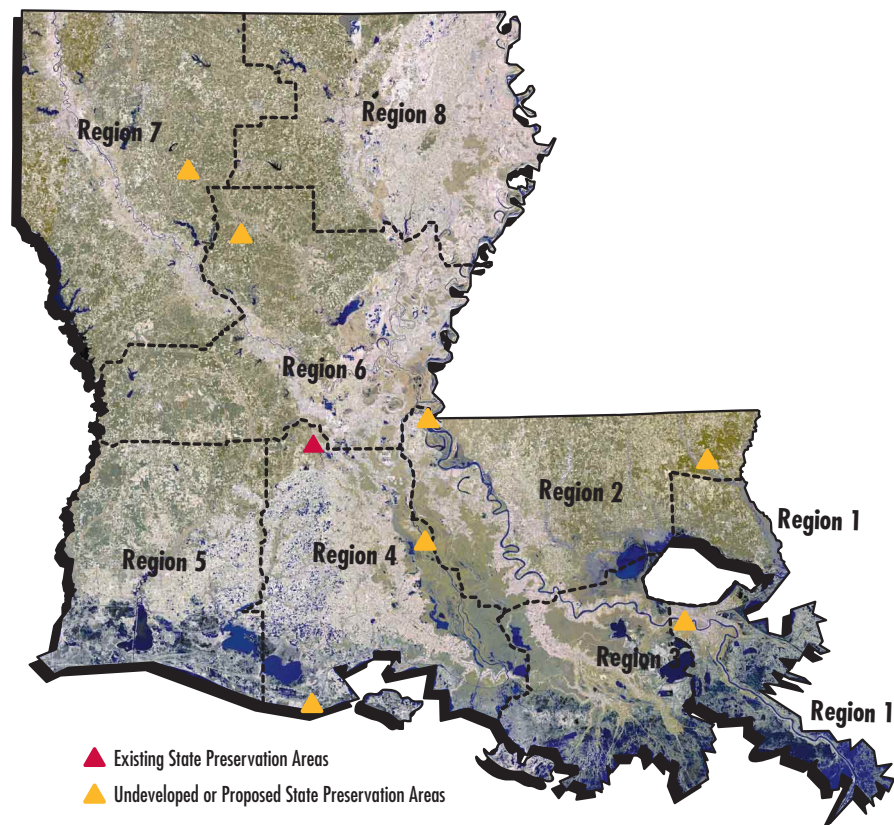 Region 8
Region 7
Region 6
Region 2
Region 1
Region 5
Region 4
Region 3
Region 1
Existing State Preservation Areas
Undeveloped or Proposed State Preservation Areas